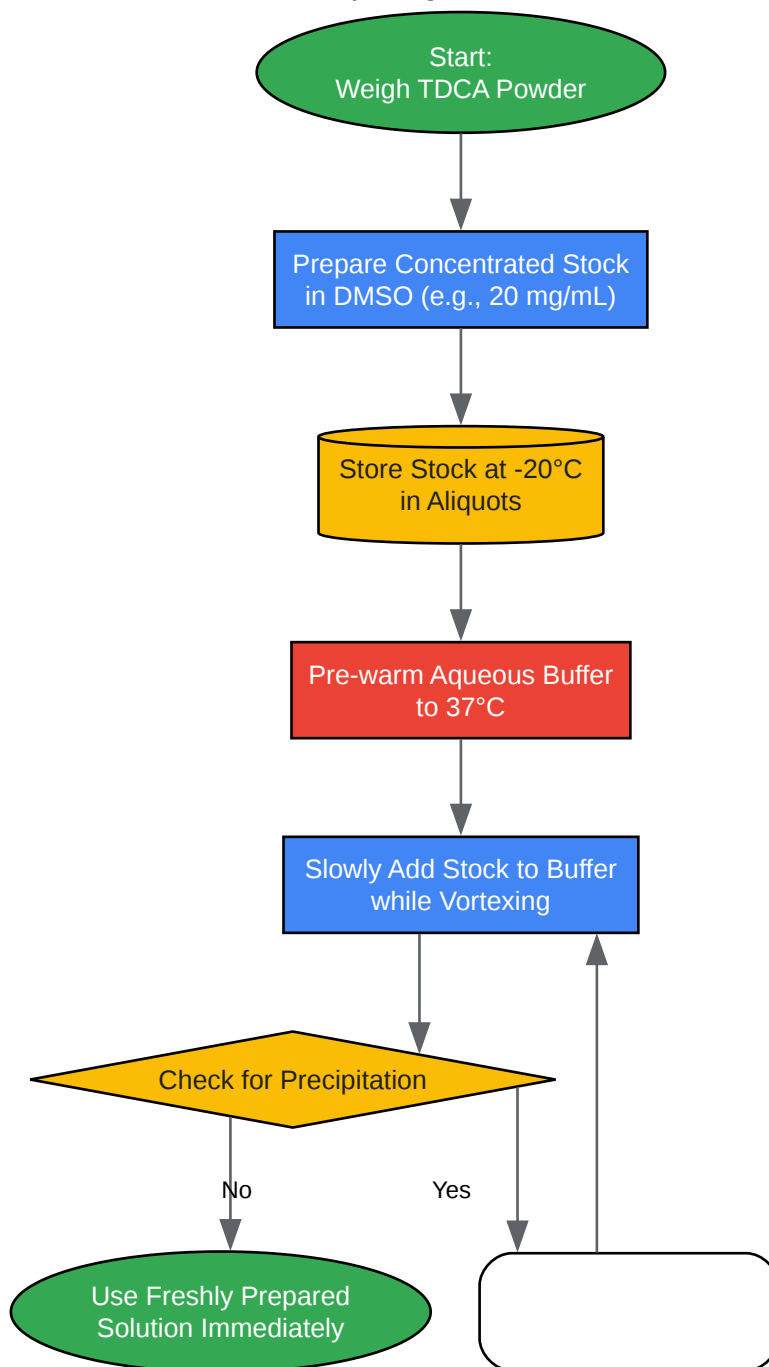 Start:
Weigh TDCA Powder
Prepare Concentrated Stock
in DMSO (e.g., 20 mg/mL)
Store Stock at -20°C
in Aliquots
Pre-warm Aqueous Buffer
to 37°C
Slowly Add Stock to Buffer
while Vortexing
Check for Precipitation
No
Yes
Use Freshly Prepared
Solution Immediately